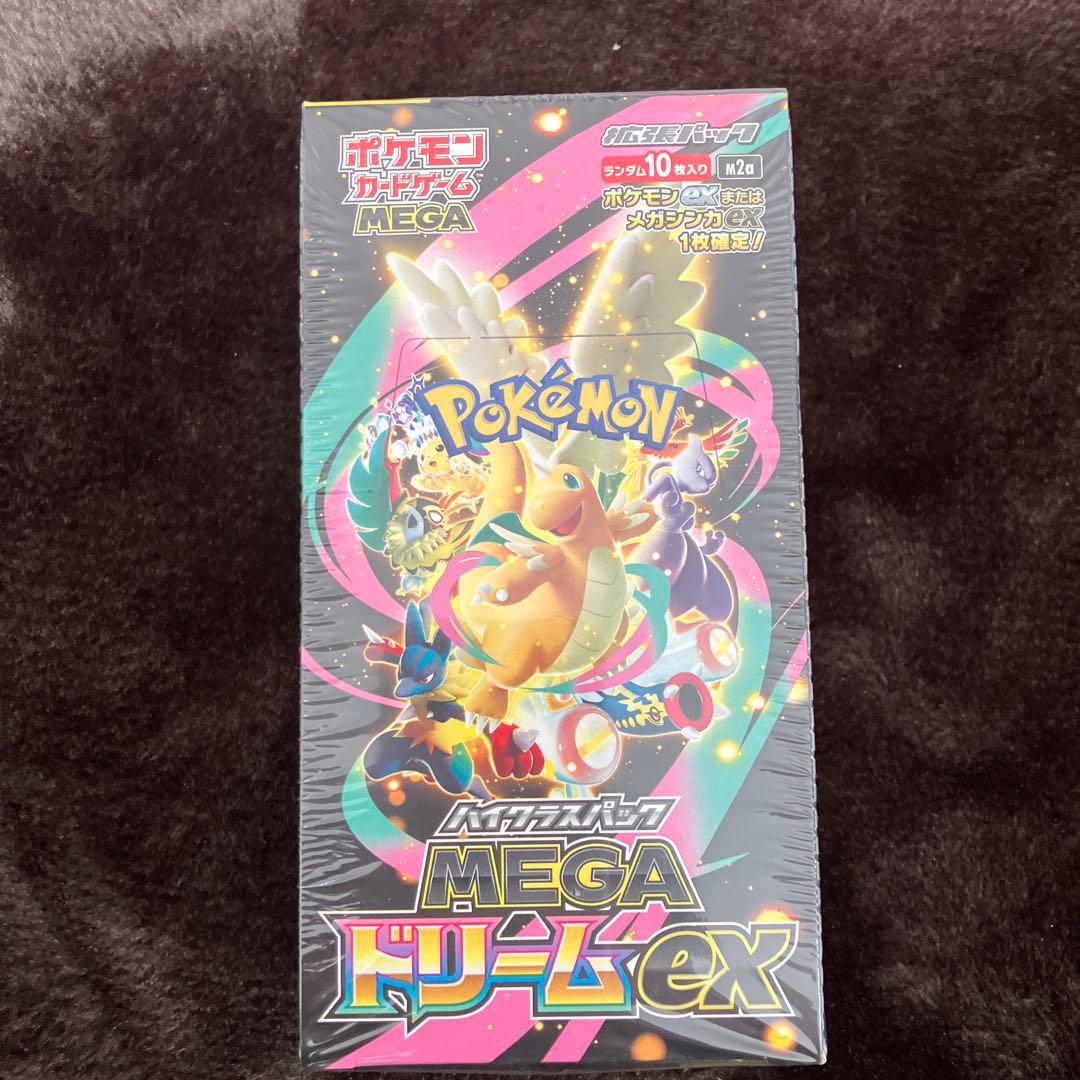 ポケモン
カードゲーム™
MEGA
拡張パック
ランダム10枚入り M2a
ポケモンexまたは
メガシンカex
1枚確定!
POKéMON
ハイクラスパック
MEGA
ドリームex